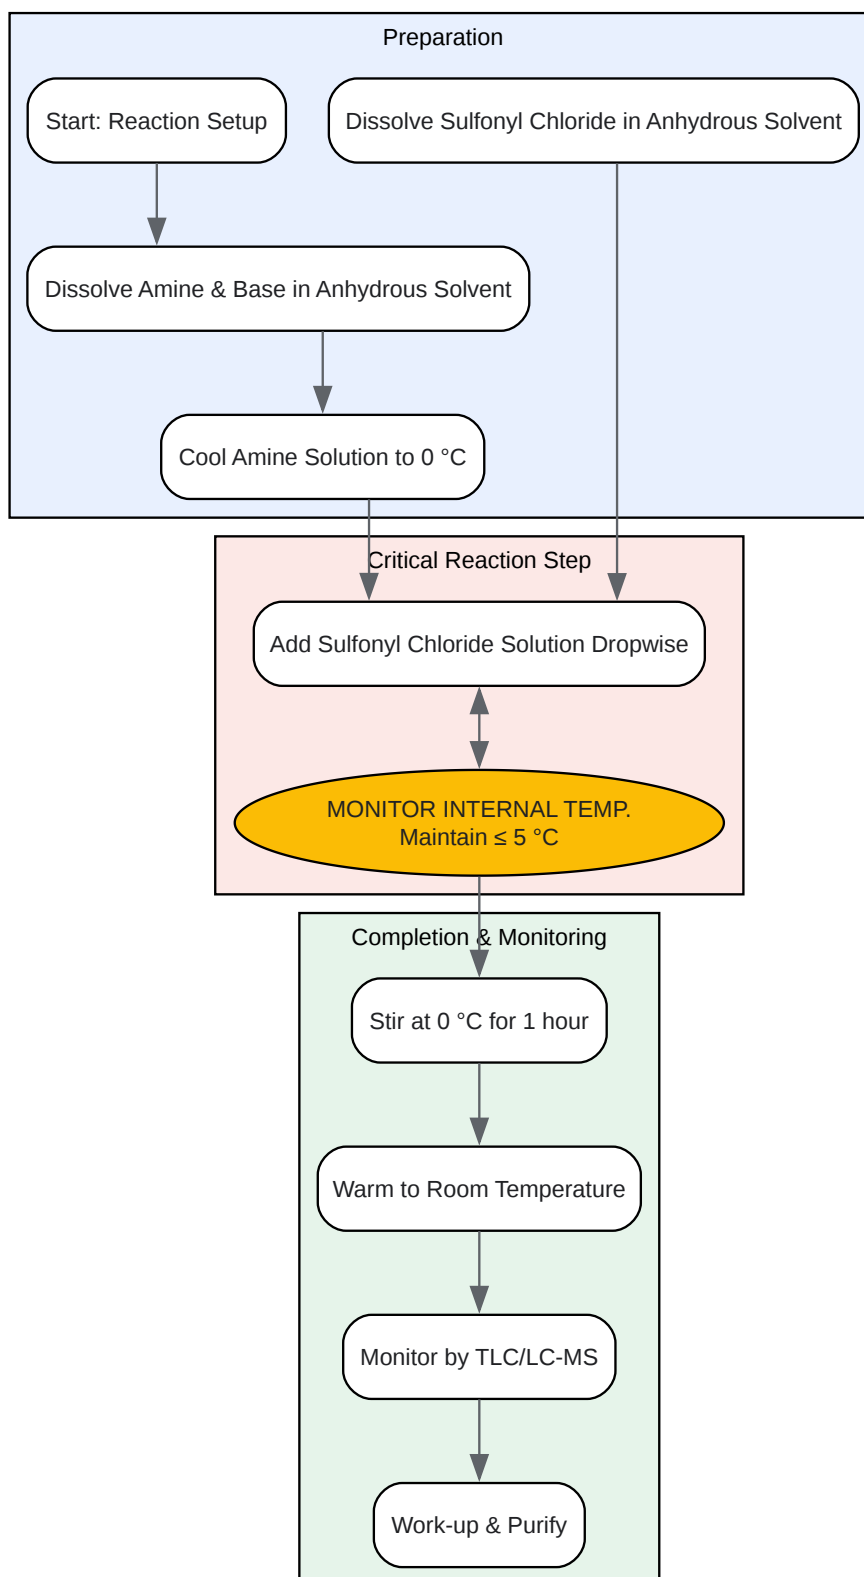 Preparation
Start: Reaction Setup
Dissolve Sulfonyl Chloride in Anhydrous Solvent
Dissolve Amine & Base in Anhydrous Solvent
Cool Amine Solution to 0 °C
Critical Reaction Step
Add Sulfonyl Chloride Solution Dropwise
MONITOR INTERNAL TEMP.
Maintain ≤ 5 °C
Completion & Monitoring
Stir at 0 °C for 1 hour
Warm to Room Temperature
Monitor by TLC/LC-MS
Work-up & Purify